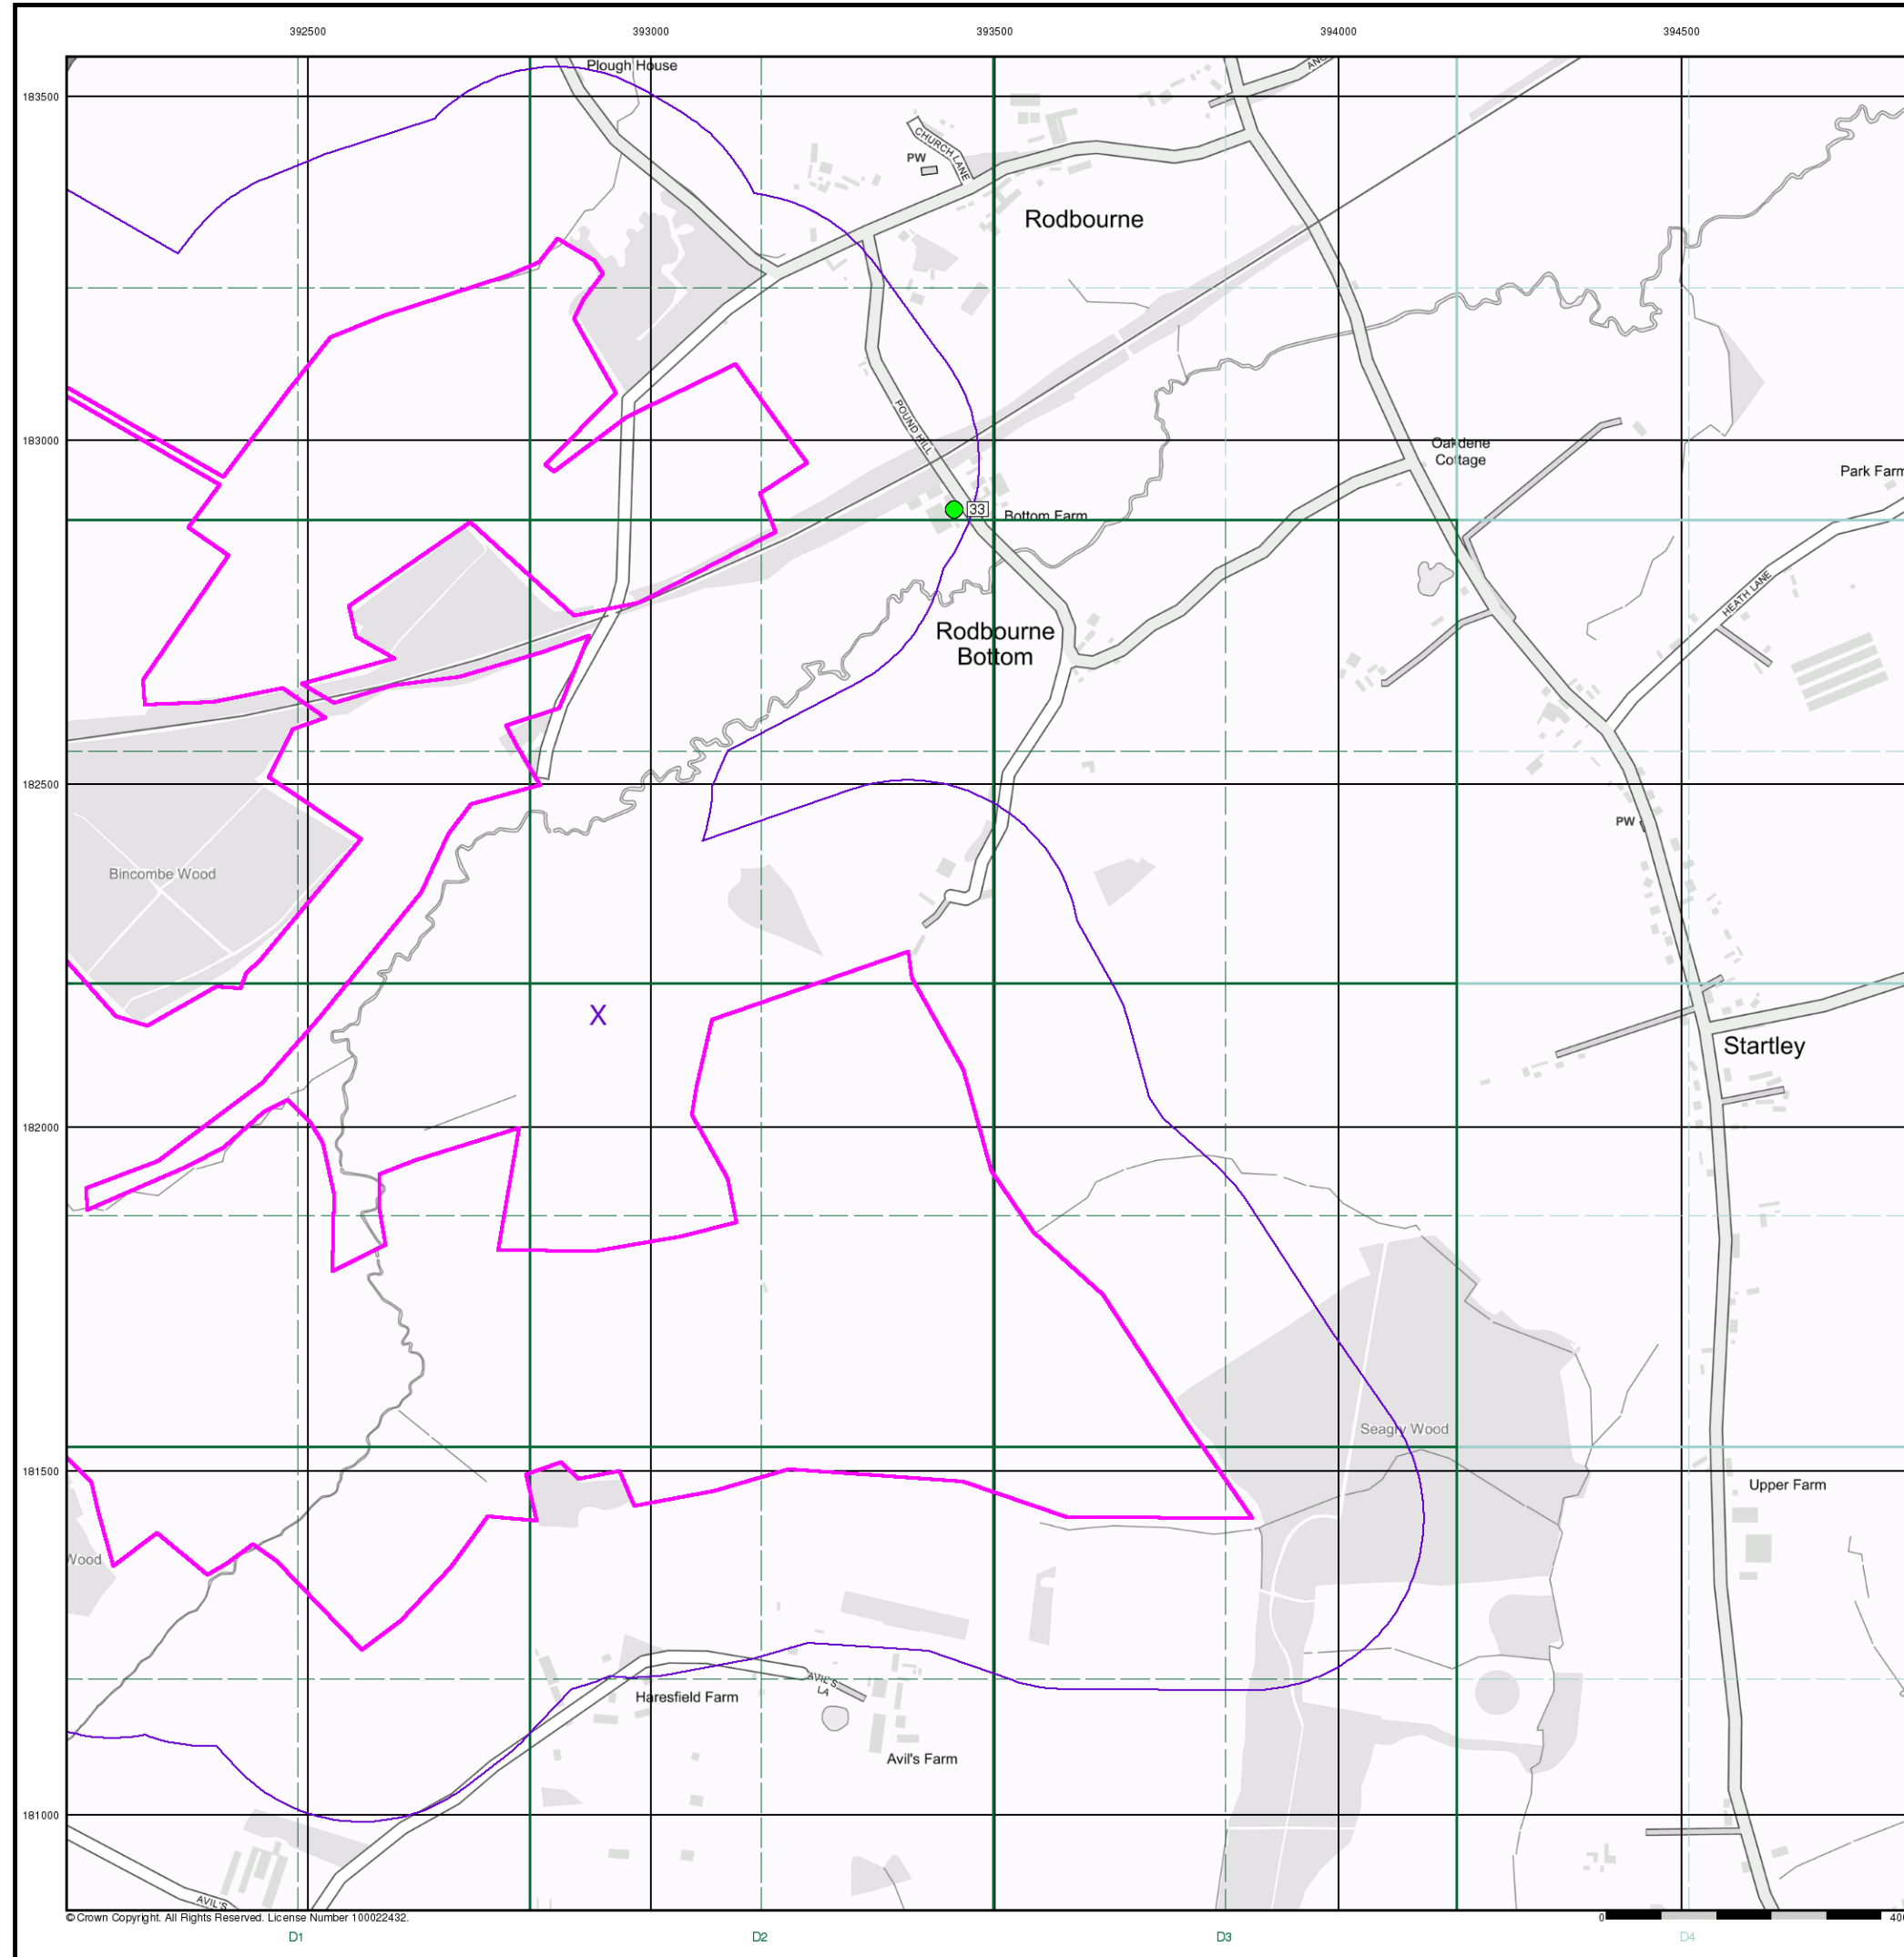 392500 393000 393500 394000 394500
Plough House
183500
CHURCH LANE
PW
Rodbourne
183000
POUND HILL
Oakdene
Cottage
Park Farm
33
Bottom Farm
HEATH LANE
Rodbourne
Bottom
182500
PW
Bincombe Wood
X
Startley
182000
Seagry Wood
181500
Upper Farm
Wood
AVIL'S
LA
Haresfield Farm
Avil's Farm
181000
AVIL'S
© Crown Copyright. All Rights Reserved. License Number 100022432.
0
D1 D2 D3 D4